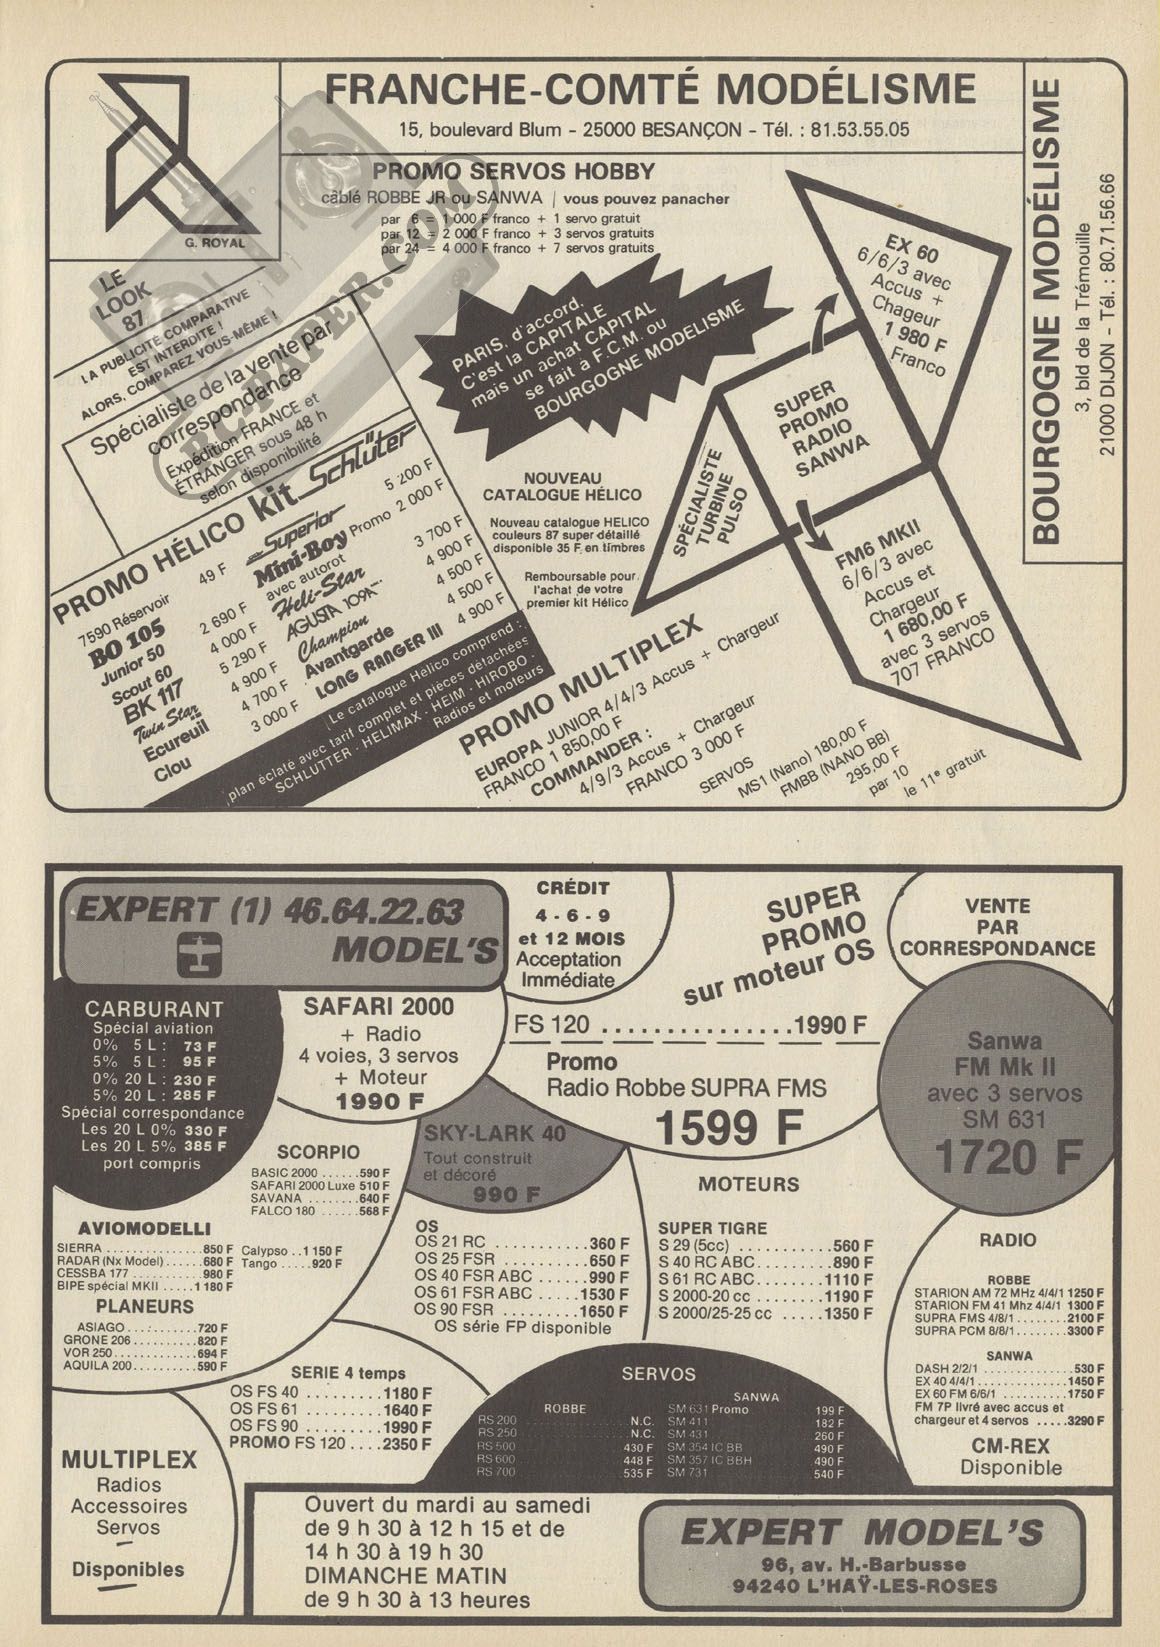 G. ROYAL
FRANCHE-COMTÉ MODÉLISME
15, boulevard Blum - 25000 BESANÇON - Tél. : 81.53.55.05
BOURGOGNE MODÉLISME
3, bld de la Trémouille
21000 DIJON - Tél. : 80.71.56.66
PROMO SERVOS HOBBY
câblé ROBBE JR ou SANWA | vous pouvez panacher
par 6 = 1 000 F franco + 1 servo gratuit
par 12 = 2 000 F franco + 3 servos gratuits
par 24 = 4 000 F franco + 7 servos gratuits
RCPAPER.COM
LE
LOOK
87
LA PUBLICITÉ COMPARATIVE
EST INTERDITE !
ALORS, COMPAREZ VOUS-MÊME !
Spécialiste de la vente par
correspondance
Expédition FRANCE et
ÉTRANGER sous 48 h
selon disponibilité
PARIS, d'accord.
C'est la CAPITALE
mais un achat CAPITAL
se fait à F.C.M. ou
BOURGOGNE MODELISME
EX 60
6/6/3 avec
Accus +
Chageur
1 980 F
Franco
SUPER
PROMO
RADIO
SANWA
SPÉCIALISTE
TURBINE
PULSO
FM6 MKII
6/6/3 avec
Accus et
Chargeur
1 680,00 F
avec 3 servos
707 FRANCO
NOUVEAU
CATALOGUE HÉLICO
Nouveau catalogue HELICO
couleurs 87 super détaillé
disponible 35 F. en timbres
Remboursable pour
l'achat de votre
premier kit Hélico
PROMO HÉLICO kit Schlüter
7590 Réservoir 49 F
BO 105 2 690 F
Junior 50 4 000 F
Scout 60 5 290 F
BK 117 4 900 F
Twin Star 4 700 F
Ecureuil 3 000 F
Clou
Superior 5 200 F
Mini-Boy Promo 2 000 F
avec autorot
Heli-Star 3 700 F
AGUSTA 109A 4 900 F
Champion 4 500 F
Avantgarde 4 500 F
LONG RANGER III 4 900 F
Le catalogue Hélico comprend :
plan éclaté avec tarif complet et pièces détachées
SCHLUTTER - HELIMAX - HEIM - HIROBO -
Radios et moteurs
PROMO MULTIPLEX
EUROPA JUNIOR 4/4/3 Accus + Chargeur
FRANCO 1 850,00 F
COMMANDER :
4/9/3 Accus + Chargeur
FRANCO 3 000 F
SERVOS
MS1 (Nano) 180,00 F
FMBB (NANO BB)
295,00 F
par 10
le 11e gratuit
EXPERT (1) 46.64.22.63
MODEL'S
CRÉDIT
4 - 6 - 9
et 12 MOIS
Acceptation
Immédiate
SUPER
PROMO
sur moteur OS
FS 120 ................ 1990 F
VENTE
PAR
CORRESPONDANCE
CARBURANT
Spécial aviation
0% 5 L : 73 F
5% 5 L : 95 F
0% 20 L : 230 F
5% 20 L : 285 F
Spécial correspondance
Les 20 L 0% 330 F
Les 20 L 5% 385 F
port compris
SAFARI 2000
+ Radio
4 voies, 3 servos
+ Moteur
1990 F
Promo
Radio Robbe SUPRA FMS
1599 F
Sanwa
FM Mk II
avec 3 servos
SM 631
1720 F
SKY-LARK 40
Tout construit
et décoré
990 F
SCORPIO
BASIC 2000 ......590 F
SAFARI 2000 Luxe 510 F
SAVANA ........640 F
FALCO 180 ......568 F
AVIOMODELLI
SIERRA ..............850 F
RADAR (Nx Model) ......680 F
CESSBA 177 ..........980 F
BIPE spécial MKII .....1 180 F
Calypso ..1 150 F
Tango .....920 F
PLANEURS
ASIAGO ..........720 F
GRONE 206 .........820 F
VOR 250 ..........694 F
AQUILA 200 .........590 F
OS
OS 21 RC ..........360 F
OS 25 FSR .........650 F
OS 40 FSR ABC ......990 F
OS 61 FSR ABC .....1530 F
OS 90 FSR ........1650 F
OS série FP disponible
MOTEURS
SUPER TIGRE
S 29 (5cc) ..........560 F
S 40 RC ABC ........890 F
S 61 RC ABC .......1110 F
S 2000-20 cc .......1190 F
S 2000/25-25 cc .....1350 F
RADIO
ROBBE
STARION AM 72 MHz 4/4/1 1250 F
STARION FM 41 Mhz 4/4/1 1300 F
SUPRA FMS 4/8/1 ........2100 F
SUPRA PCM 8/8/1 ........3300 F
SANWA
DASH 2/2/1 ............530 F
EX 40 4/4/1 ...........1450 F
EX 60 FM 6/6/1 .........1750 F
FM 7P livré avec accus et
chargeur et 4 servos .....3290 F
CM-REX
Disponible
SERIE 4 temps
OS FS 40 .........1180 F
OS FS 61 .........1640 F
OS FS 90 .........1990 F
PROMO FS 120 ....2350 F
SERVOS
ROBBE
RS 200 N.C.
RS 250 N.C.
RS 500 430 F
RS 600 448 F
RS 700 535 F
SANWA
SM 631 Promo 199 F
SM 411 182 F
SM 431 260 F
SM 354 IC BB 490 F
SM 357 IC BBH 490 F
SM 731 540 F
MULTIPLEX
Radios
Accessoires
Servos
Disponibles
Ouvert du mardi au samedi
de 9 h 30 à 12 h 15 et de
14 h 30 à 19 h 30
DIMANCHE MATIN
de 9 h 30 à 13 heures
EXPERT MODEL'S
96, av. H.-Barbusse
94240 L'HAŸ-LES-ROSES